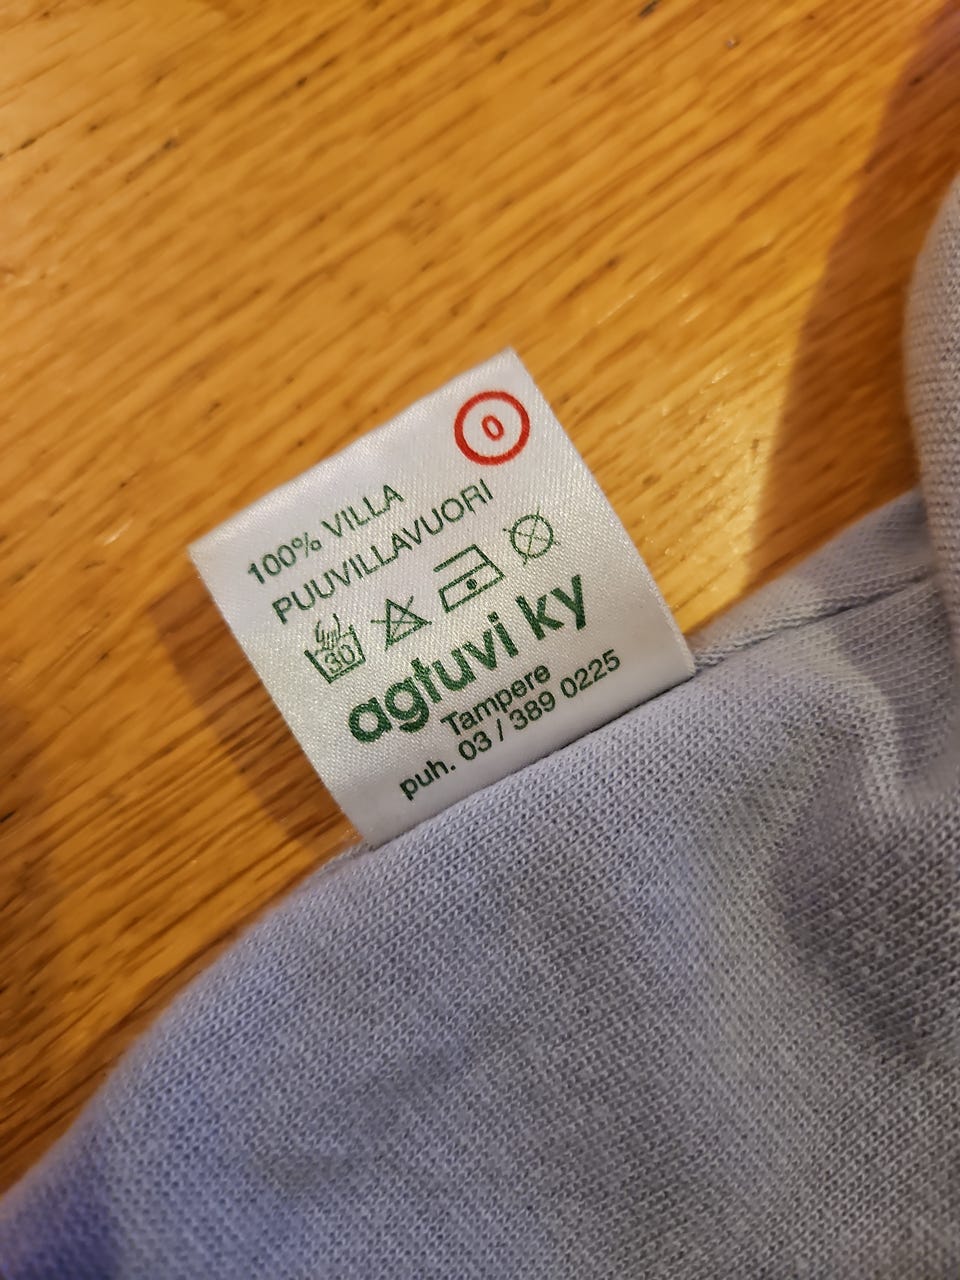 0
100% VILLA
PUUVILLAVUORI
30
agtuvi ky
Tampere
puh. 03 / 389 0225